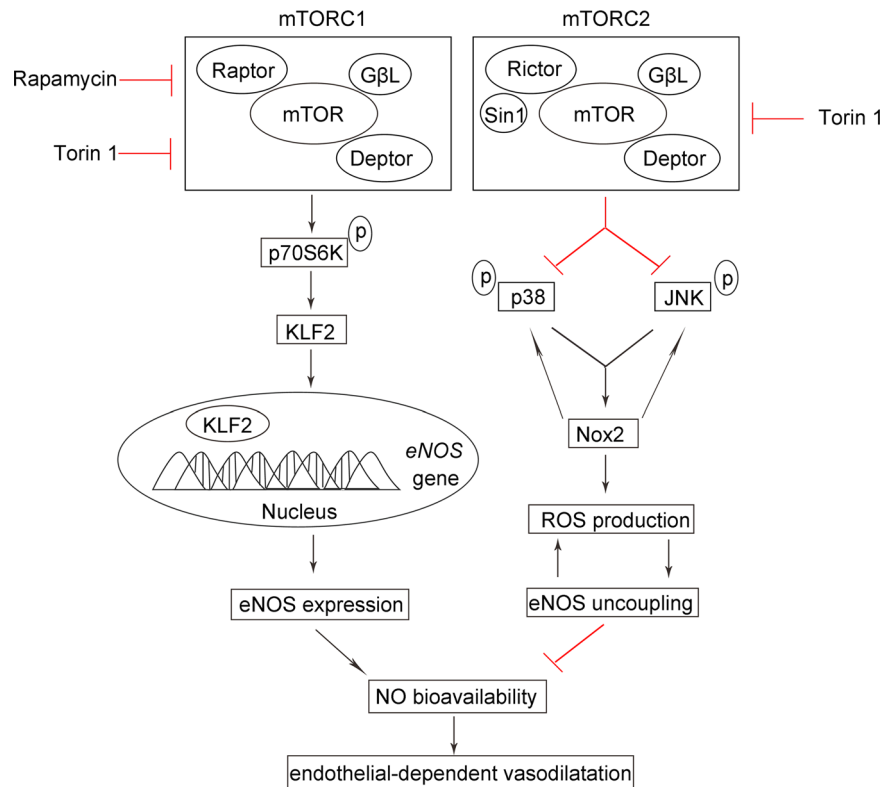 mTORC1
mTORC2
Rapamycin
Torin 1
Raptor
GβL
mTOR
Deptor
Rictor
GβL
Sin1
mTOR
Deptor
Torin 1
p70S6K
p
KLF2
KLF2
eNOS
gene
Nucleus
eNOS expression
p
p38
JNK
p
Nox2
ROS production
eNOS uncoupling
NO bioavailability
endothelial-dependent vasodilatation